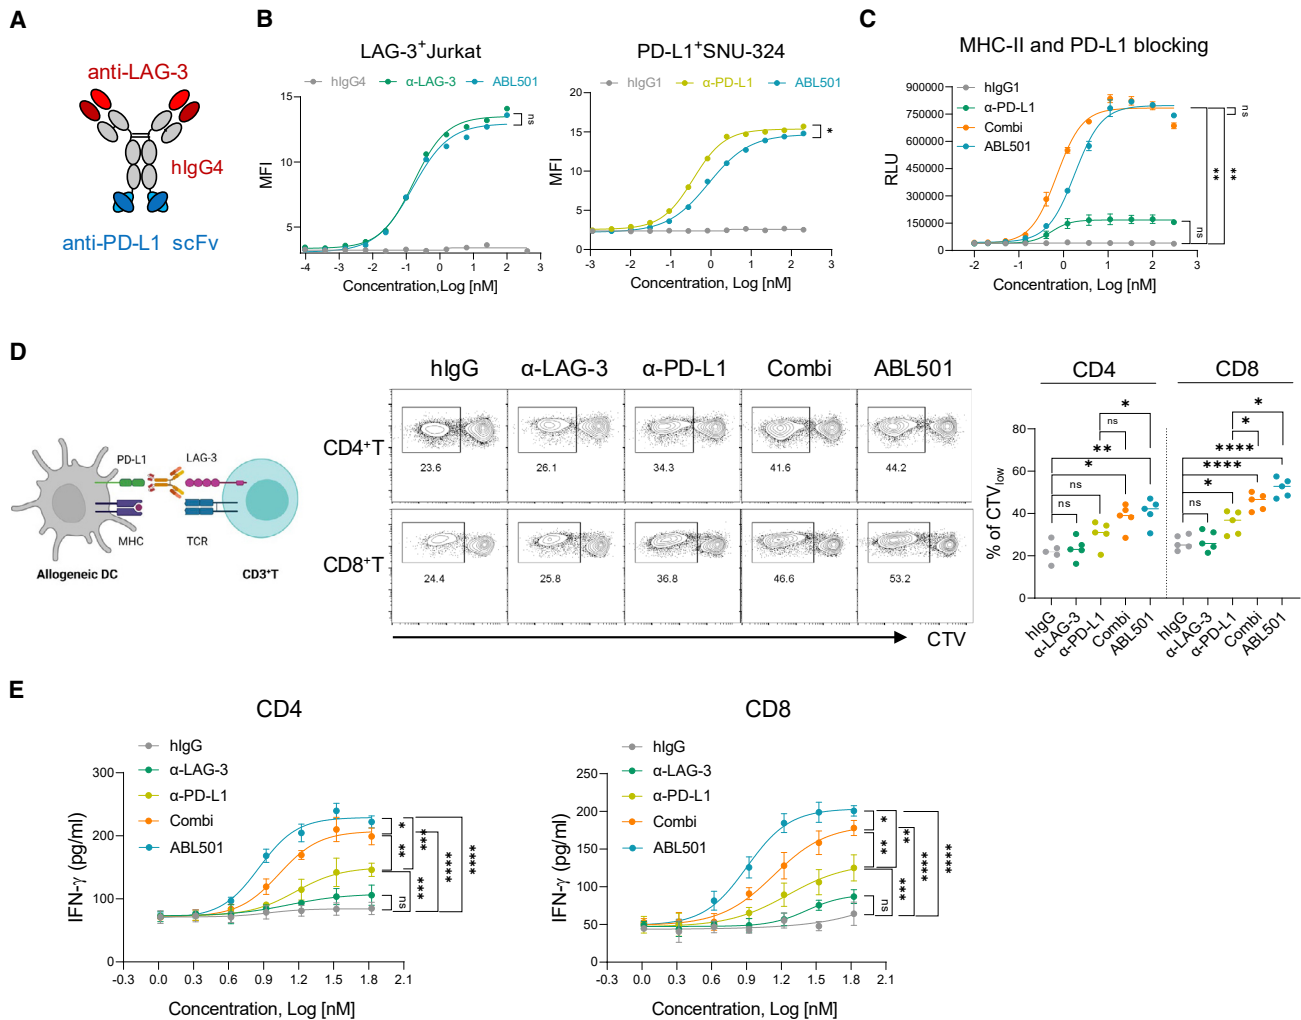 A
anti-LAG-3
hIgG4
anti-PD-L1 scFv
B
LAG-3+Jurkat
hIgG4 α-LAG-3 ABL501
15
10
5
MFI
ns
-4 -3 -2 -1 0 1 2 3
Concentration,Log [nM]
PD-L1+SNU-324
hIgG1 α-PD-L1 ABL501
20
15
10
5
0
MFI
*
-3 -2 -1 0 1 2 3
Concentration, Log [nM]
C
MHC-II and PD-L1 blocking
hIgG1
α-PD-L1
Combi
ABL501
900000
750000
600000
450000
300000
150000
0
RLU
ns
**
**
ns
-2 -1 0 1 2 3
Concentration, Log [nM]
D
PD-L1 LAG-3
MHC TCR
Allogeneic DC CD3+T
hIgG α-LAG-3 α-PD-L1 Combi ABL501
CD4+T
23.6 26.1 34.3 41.6 44.2
CD8+T
24.4 25.8 36.8 46.6 53.2
CTV
CD4 CD8
80
60
40
20
0
% of CTVlow
*
ns
**
*
ns
ns
*
*
****
****
*
ns
hIgG α-LAG-3 α-PD-L1 Combi ABL501 hIgG α-LAG-3 α-PD-L1 Combi ABL501
E
CD4
hIgG
α-LAG-3
α-PD-L1
Combi
ABL501
300
200
100
0
IFN-γ (pg/ml)
*
**
***
***
****
****
ns
-0.3 0.0 0.3 0.6 0.9 1.2 1.5 1.8 2.1
Concentration, Log [nM]
CD8
hIgG
α-LAG-3
α-PD-L1
Combi
ABL501
250
200
150
100
50
0
IFN-γ (pg/ml)
*
**
**
***
****
****
ns
-0.3 0.0 0.3 0.6 0.9 1.2 1.5 1.8 2.1
Concentration, Log [nM]